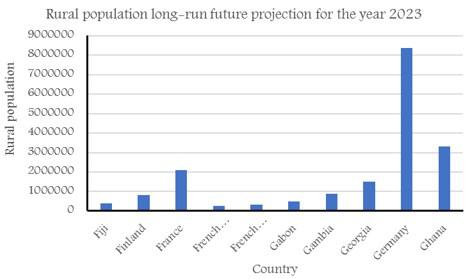 Rural population long-run future projection for the year 2023
9000000
8000000
7000000
6000000
5000000
4000000
3000000
2000000
1000000
0
Rural population
Fiji
Finland
France
French...
French...
Gabon
Gambia
Georgia
Germany
Ghana
Country